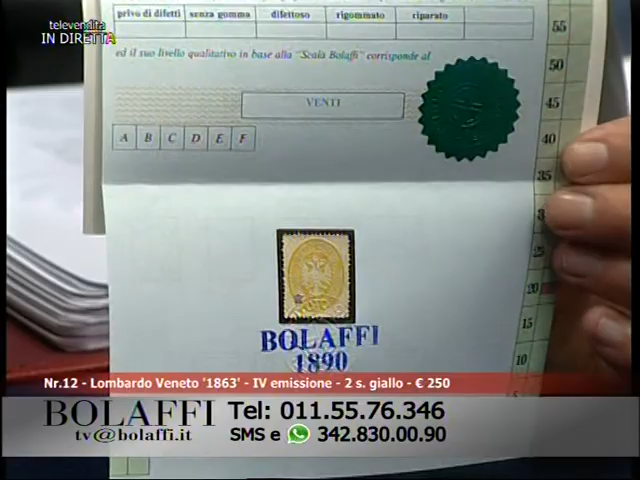 televendita
IN DIRETTA
privo di difetti senza gomma difettoso rigommato riparato
ed il suo livello qualitativo in base alla "Scala Bolaffi" corrisponde al
VENTI
A B C D E F
55
50
45
40
35
25
20
15
10
BOLAFFI
1890
Nr.12 - Lombardo Veneto '1863' - IV emissione - 2 s. giallo - € 250
BOLAFFI
tv@bolaffi.it
Tel: 011.55.76.346
SMS e 342.830.00.90